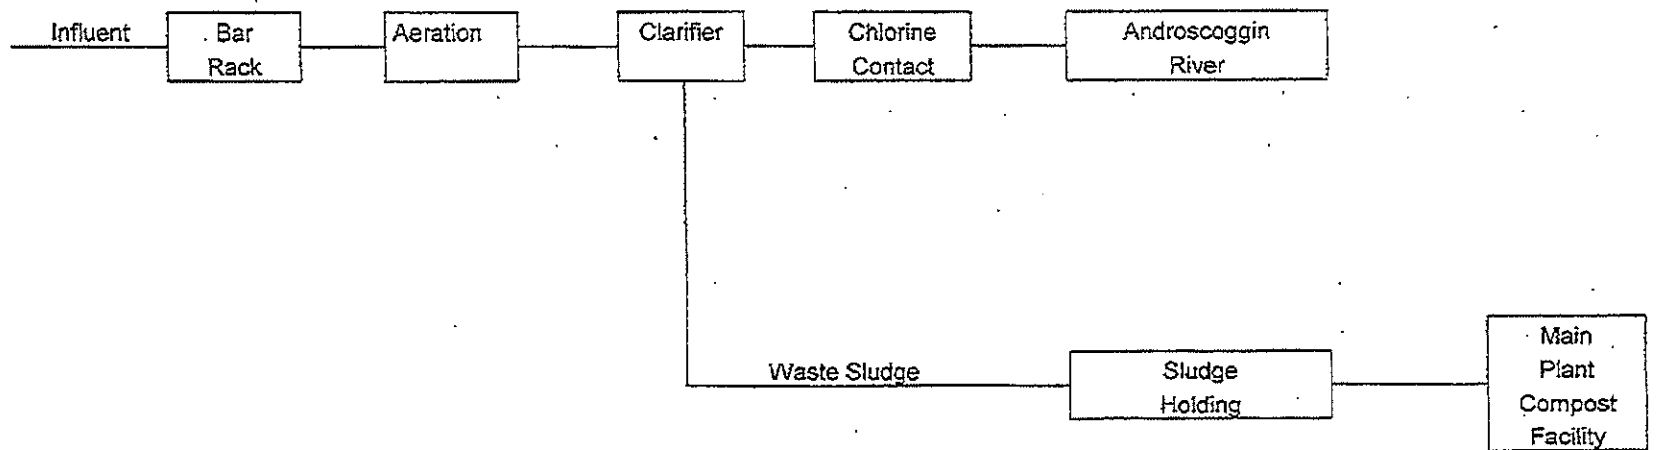 Influent
Bar
Rack
Aeration
Clarifier
Chlorine
Contact
Androscoggin
River
Waste Sludge
Sludge
Holding
Main
Plant
Compost
Facility